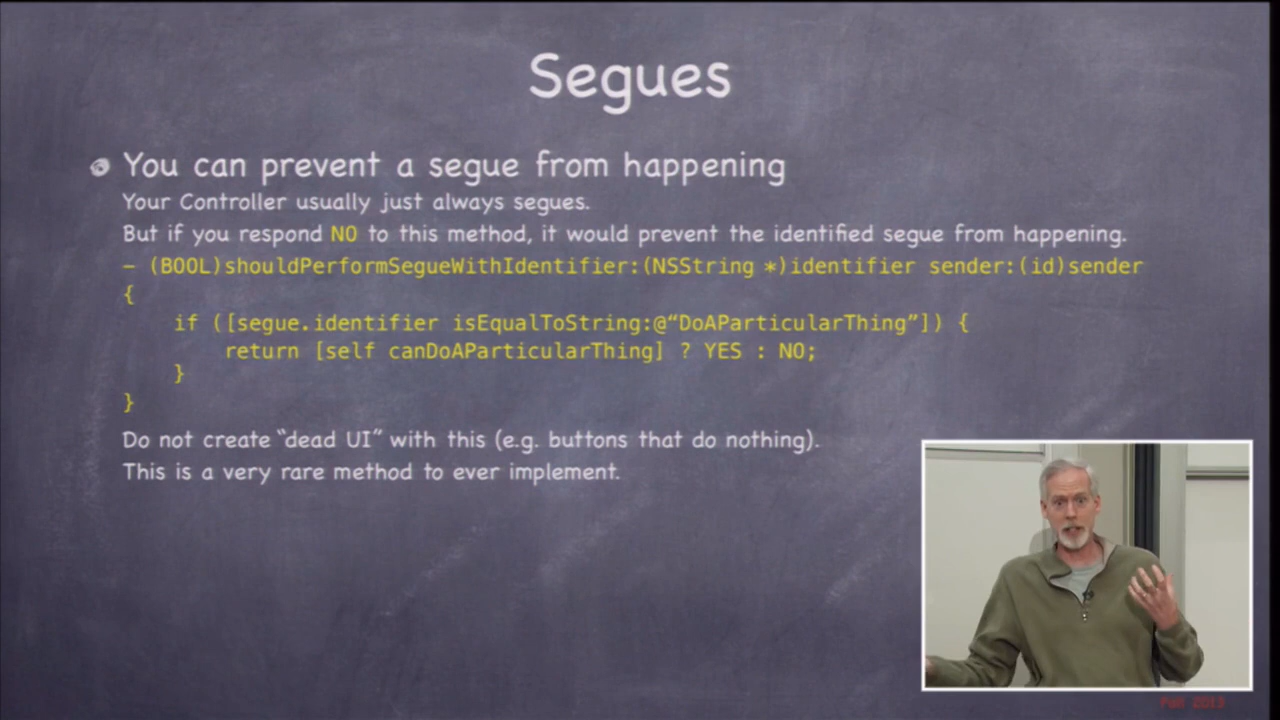 Segues
You can prevent a segue from happening
Your Controller usually just always segues.
But if you respond NO to this method, it would prevent the identified segue from happening.
- (BOOL)shouldPerformSegueWithIdentifier:(NSString *)identifier sender:(id)sender
{
if ([segue.identifier isEqualToString:@“DoAParticularThing”]) {
return [self canDoAParticularThing] ? YES : NO;
}
}
Do not create “dead UI” with this (e.g. buttons that do nothing).
This is a very rare method to ever implement.
Fall 2013